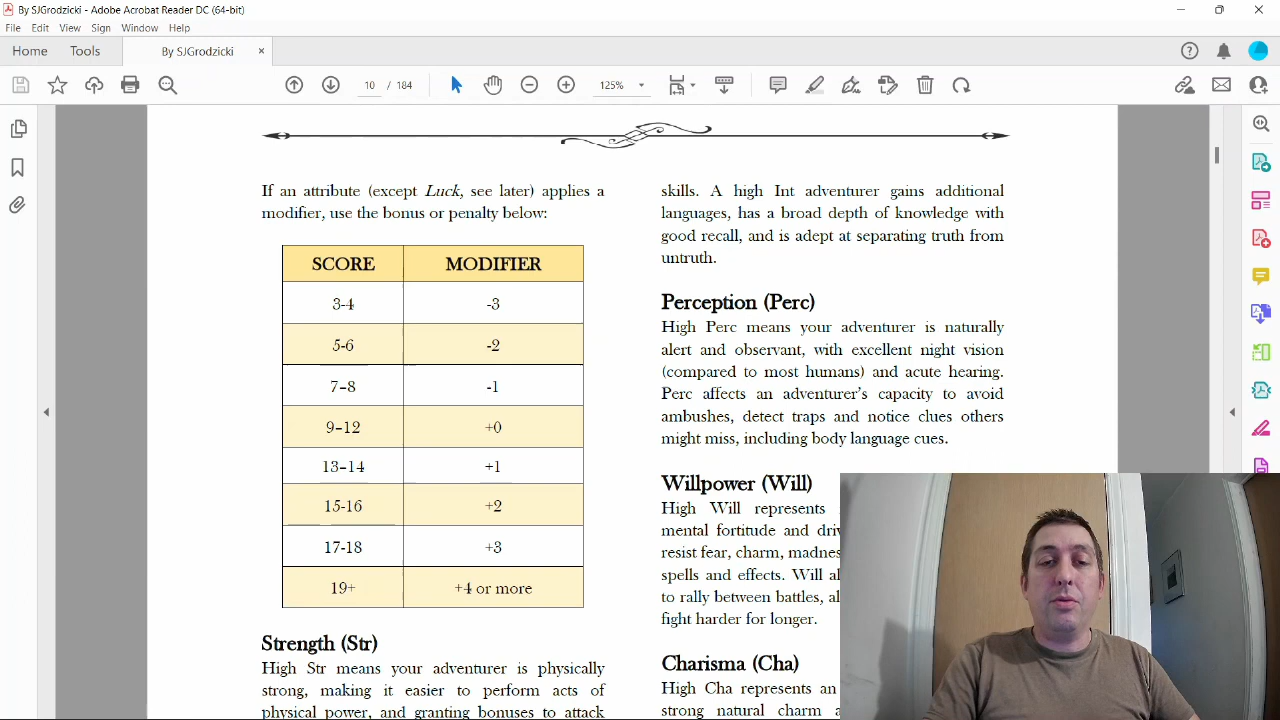 By SJGrodzicki - Adobe Acrobat Reader DC (64-bit)
File Edit View Sign Window Help
Home Tools By SJGrodzicki ×
10 / 184 125%
If an attribute (except Luck, see later) applies a
modifier, use the bonus or penalty below:
SCORE MODIFIER
3-4 -3
5-6 -2
7–8 -1
9–12 +0
13–14 +1
15-16 +2
17-18 +3
19+ +4 or more
Strength (Str)
High Str means your adventurer is physically
strong, making it easier to perform acts of
physical power, and granting bonuses to attack
skills. A high Int adventurer gains additional
languages, has a broad depth of knowledge with
good recall, and is adept at separating truth from
untruth.
Perception (Perc)
High Perc means your adventurer is naturally
alert and observant, with excellent night vision
(compared to most humans) and acute hearing.
Perc affects an adventurer's capacity to avoid
ambushes, detect traps and notice clues others
might miss, including body language cues.
Willpower (Will)
High Will represents
mental fortitude and
resist fear, charm,
spells and effects. Will
to rally between battles,
fight harder for longer.
Charisma (Cha)
High Cha represents an
strong natural charm